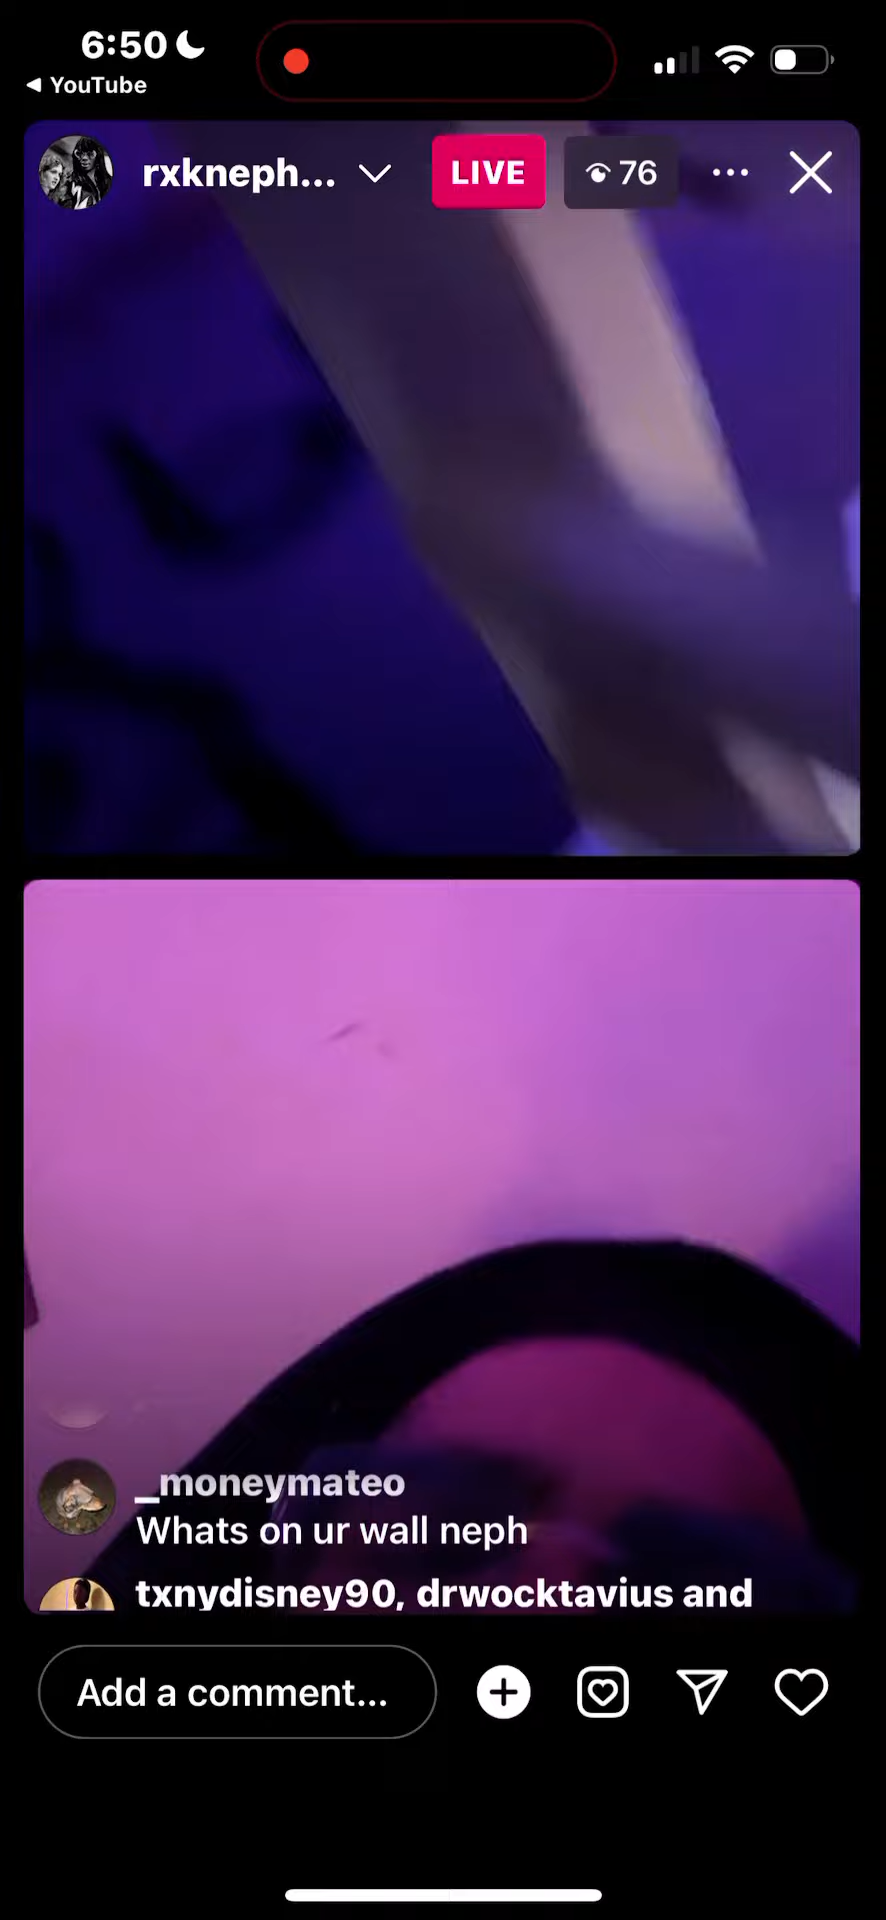 6:50
◀ YouTube
rxkneph...
LIVE
76
_moneymateo
Whats on ur wall neph
txnydisney90, drwocktavius and
Add a comment...